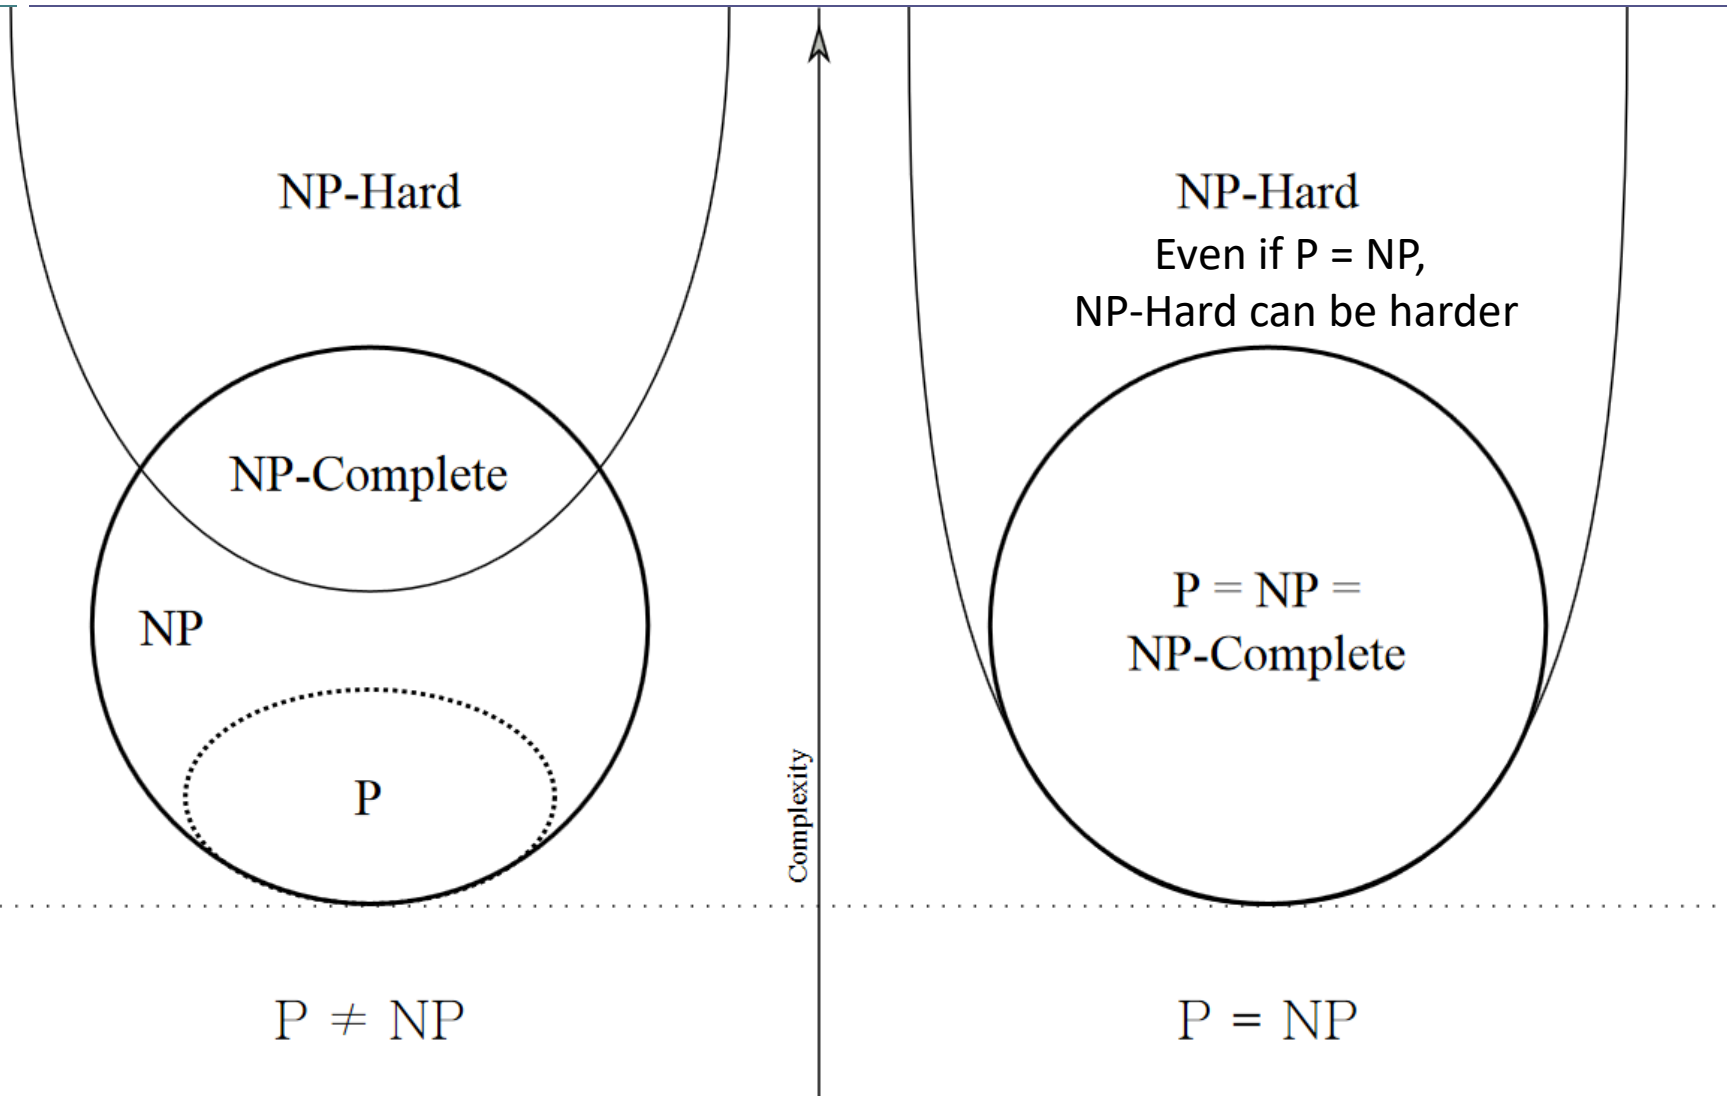 NP-Hard
NP-Complete
NP
P
P ≠ NP
Complexity
NP-Hard
Even if P = NP,
NP-Hard can be harder
P = NP =
NP-Complete
P = NP